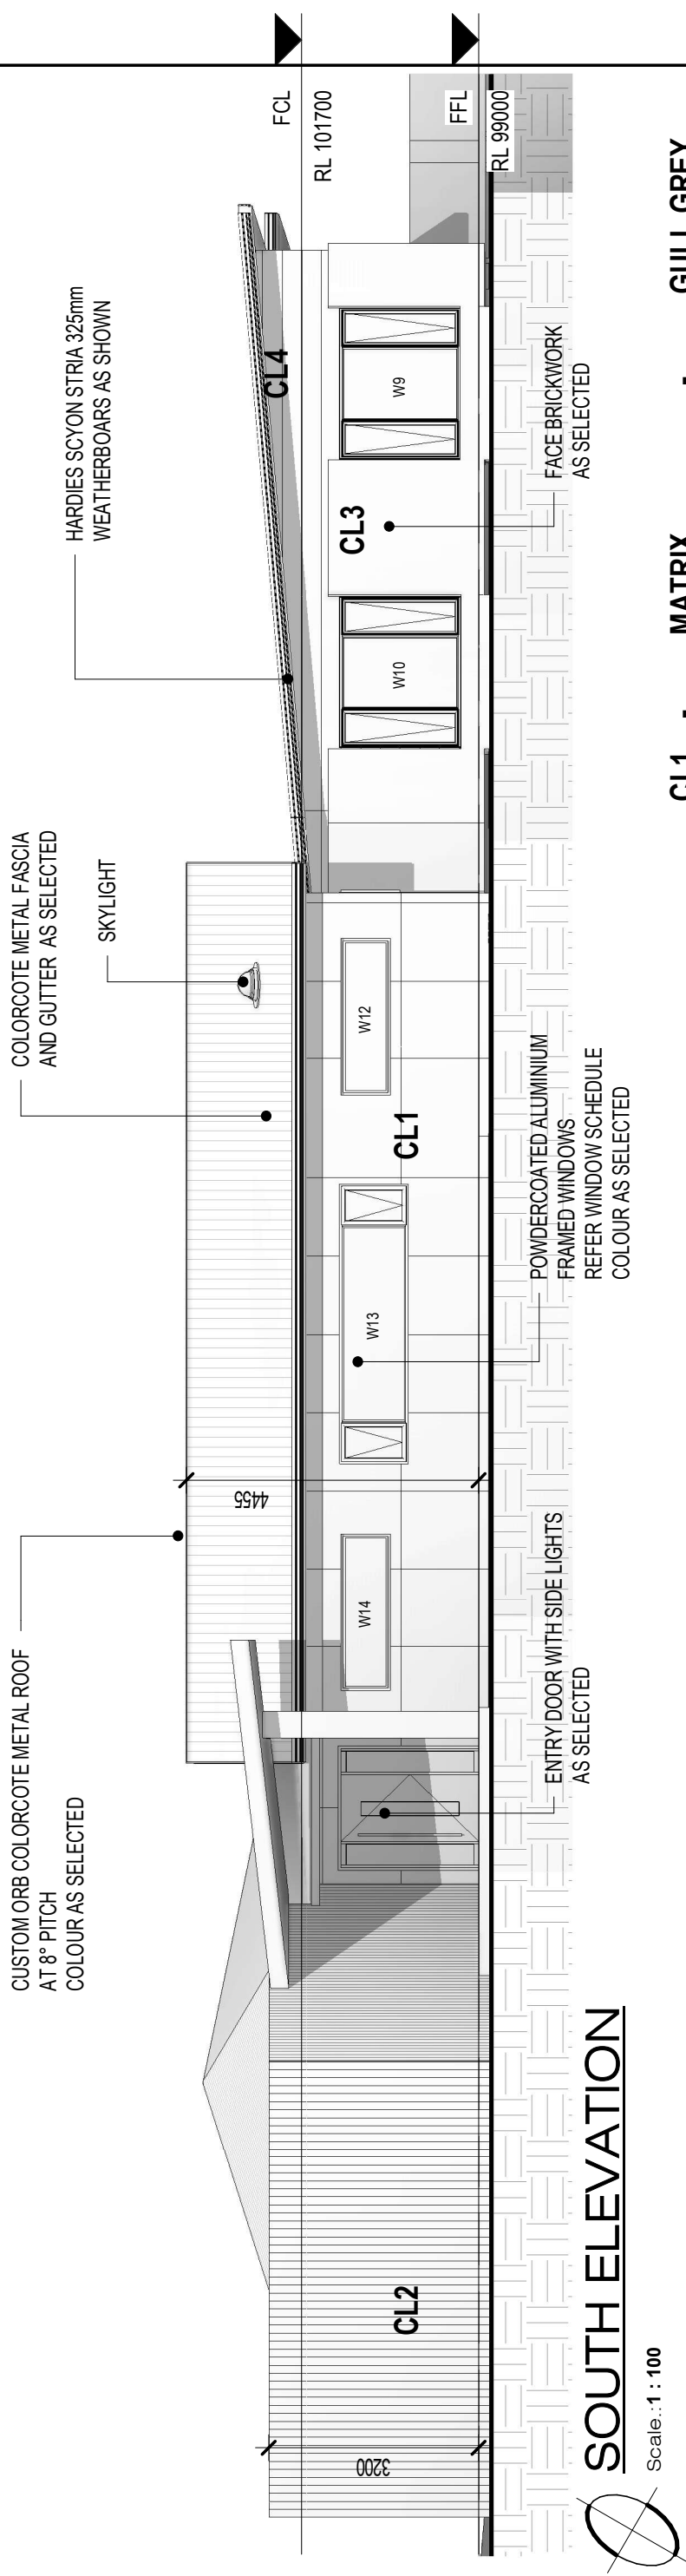 CUSTOM ORB COLORCOTE METAL ROOF
AT 8° PITCH
COLOUR AS SELECTED
COLORCOTE METAL FASCIA
AND GUTTER AS SELECTED
SKYLIGHT
HARDIES SCYON STRIA 325mm
WEATHERBOARDS AS SHOWN
FCL
RL 101700
FFL
RL 99000
3200
CL2
4455
W14
W13
CL1
W12
W10
CL3
CL4
W9
ENTRY DOOR WITH SIDE LIGHTS
AS SELECTED
POWDERCOATED ALUMINIUM
FRAMED WINDOWS
REFER WINDOW SCHEDULE
COLOUR AS SELECTED
FACE BRICKWORK
AS SELECTED
SOUTH ELEVATION
Scale.:1 : 100
CL1 - MATRIX - GULL GREY